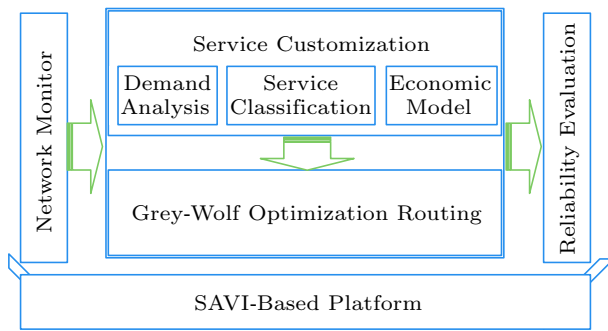 Network Monitor
Service Customization
Demand
Analysis
Service
Classification
Economic
Model
Grey-Wolf Optimization Routing
Reliability Evaluation
SAVI-Based Platform